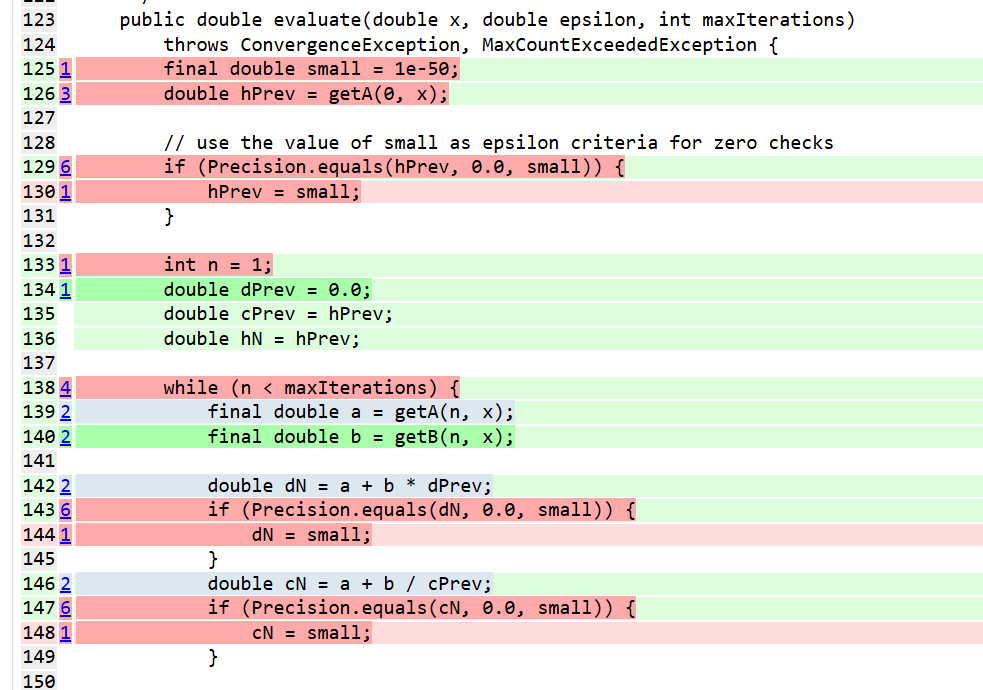 123 public double evaluate(double x, double epsilon, int maxIterations)
124 throws ConvergenceException, MaxCountExceededException {
125 1 final double small = 1e-50;
126 3 double hPrev = getA(0, x);
127
128 // use the value of small as epsilon criteria for zero checks
129 6 if (Precision.equals(hPrev, 0.0, small)) {
130 1 hPrev = small;
131 }
132
133 1 int n = 1;
134 1 double dPrev = 0.0;
135 double cPrev = hPrev;
136 double hN = hPrev;
137
138 4 while (n < maxIterations) {
139 2 final double a = getA(n, x);
140 2 final double b = getB(n, x);
141
142 2 double dN = a + b * dPrev;
143 6 if (Precision.equals(dN, 0.0, small)) {
144 1 dN = small;
145 }
146 2 double cN = a + b / cPrev;
147 6 if (Precision.equals(cN, 0.0, small)) {
148 1 cN = small;
149 }
150